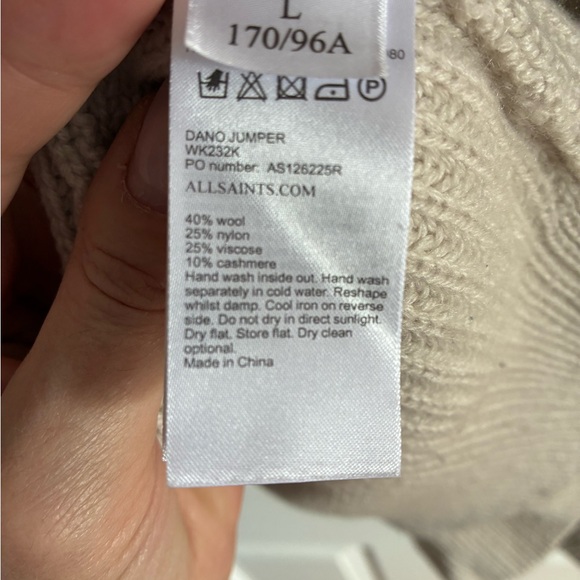 L
170/96A
080
P
DANO JUMPER
WK232K
PO number: AS126225R
ALLSAINTS.COM
40% wool
25% nylon
25% viscose
10% cashmere
Hand wash inside out. Hand wash
separately in cold water. Reshape
whilst damp. Cool iron on reverse
side. Do not dry in direct sunlight.
Dry flat. Store flat. Dry clean
optional.
Made in China